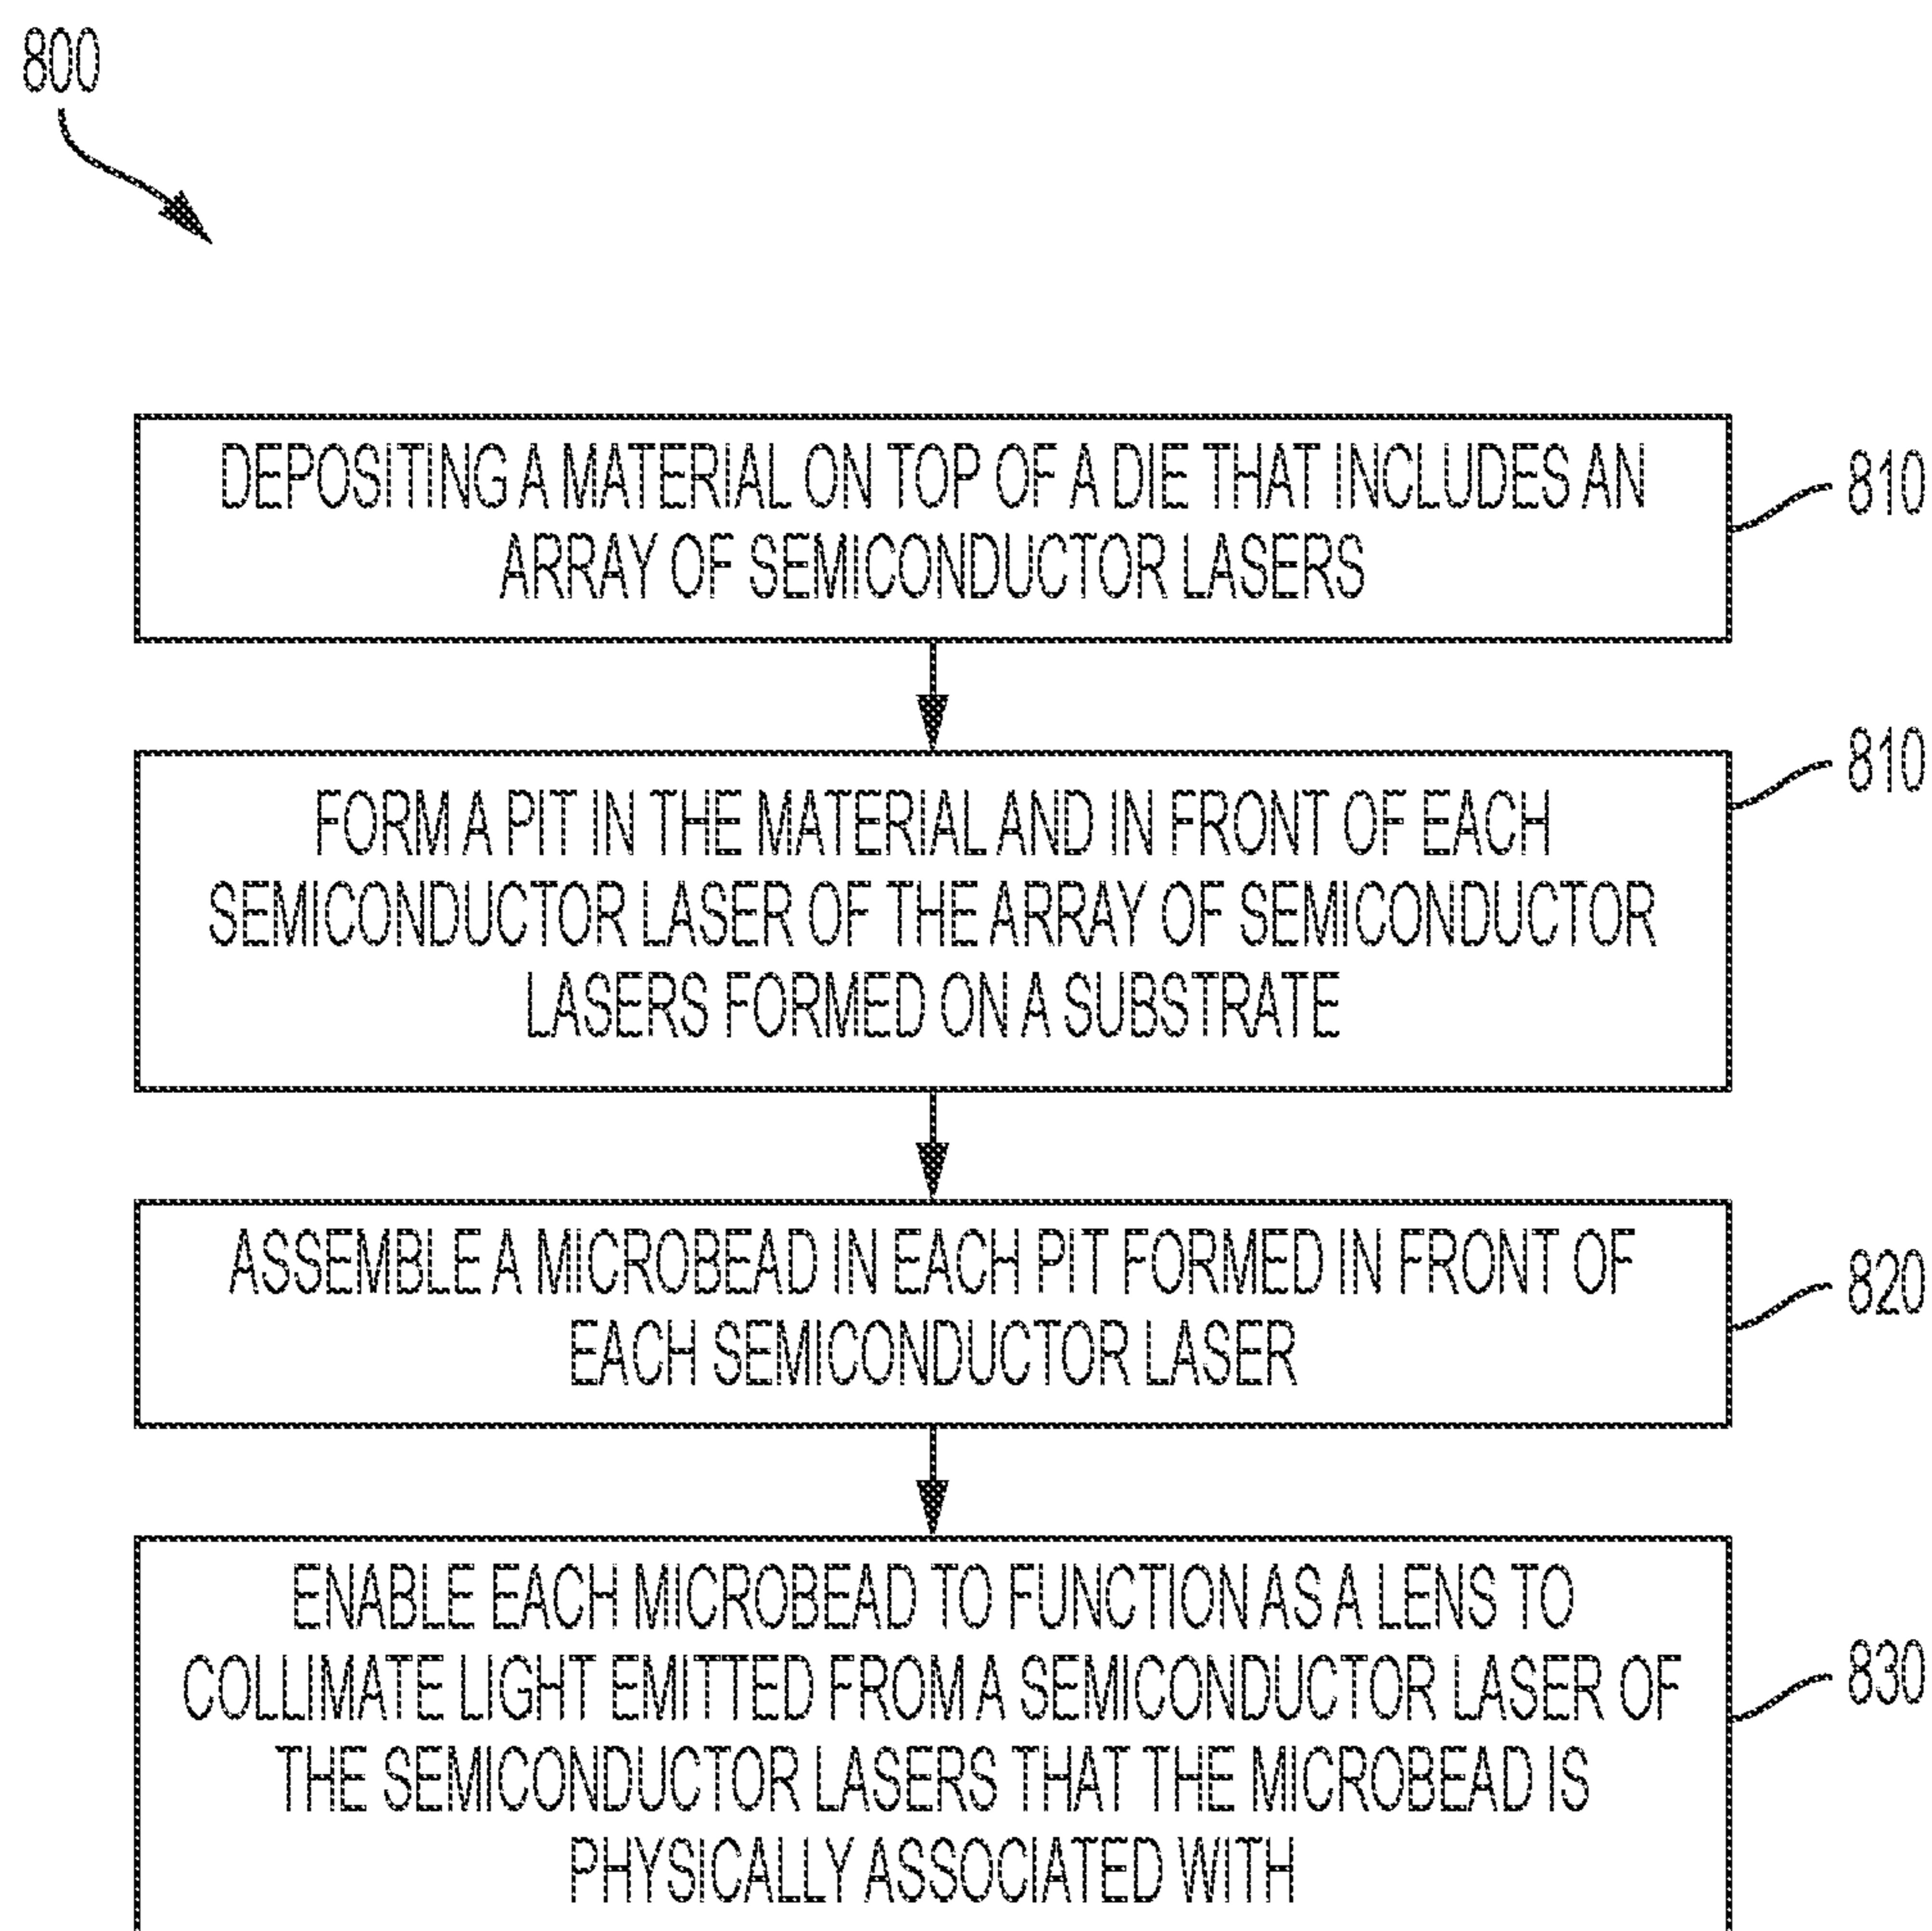 800
DEPOSITING A MATERIAL ON TOP OF A DIE THAT INCLUDES AN
ARRAY OF SEMICONDUCTOR LASERS
810
FORM A PIT IN THE MATERIAL AND IN FRONT OF EACH
SEMICONDUCTOR LASER OF THE ARRAY OF SEMICONDUCTOR
LASERS FORMED ON A SUBSTRATE
810
ASSEMBLE A MICROBEAD IN EACH PIT FORMED IN FRONT OF
EACH SEMICONDUCTOR LASER
820
ENABLE EACH MICROBEAD TO FUNCTION AS A LENS TO
COLLIMATE LIGHT EMITTED FROM A SEMICONDUCTOR LASER OF
THE SEMICONDUCTOR LASERS THAT THE MICROBEAD IS
PHYSICALLY ASSOCIATED WITH
830